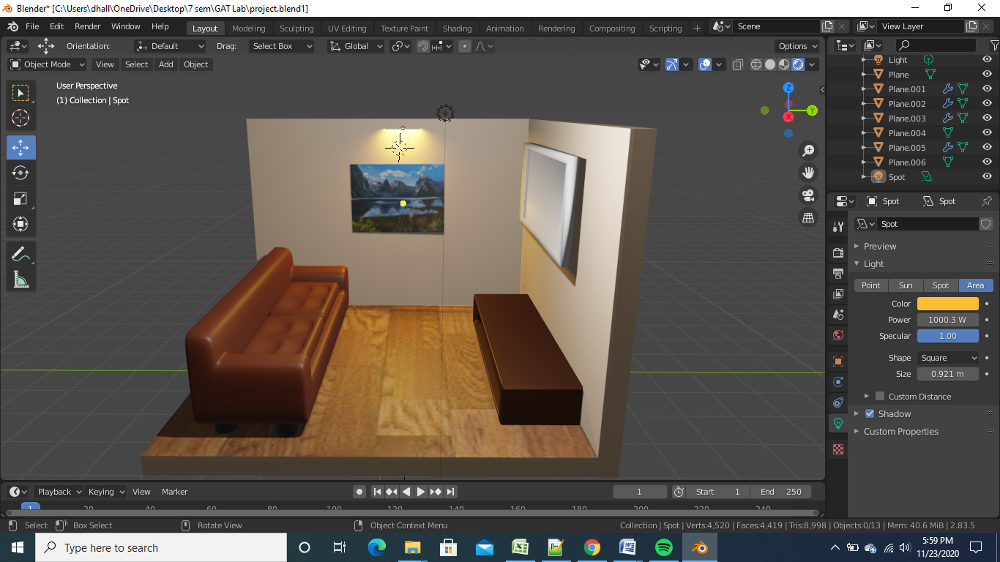 Blender* [C:\Users\dhall\OneDrive\Desktop\7 sem\GAT Lab\project.blend1]
File Edit Render Window Help Layout Modeling Sculpting UV Editing Texture Paint Shading Animation Rendering Compositing Scripting + Scene View Layer
Orientation: Default Drag: Select Box Global Options
Object Mode View Select Add Object
User Perspective
(1) Collection | Spot
Z
Y
X
Light
Plane
Plane.001
Plane.002
Plane.003
Plane.004
Plane.005
Plane.006
Spot
Spot Spot
Spot
Preview
Light
Point Sun Spot Area
Color
Power 1000.3 W
Specular 1.00
Shape Square
Size 0.921 m
Custom Distance
Shadow
Custom Properties
Playback Keying View Marker 1 Start 1 End 250
1 20 40 60 80 100 120 140 160 180 200 220 240
Select Box Select Rotate View Object Context Menu Collection | Spot | Verts:4,520 | Faces:4,419 | Tris:8,998 | Objects:0/13 | Mem: 40.6 MiB | 2.83.5
Type here to search
5:59 PM
11/23/2020